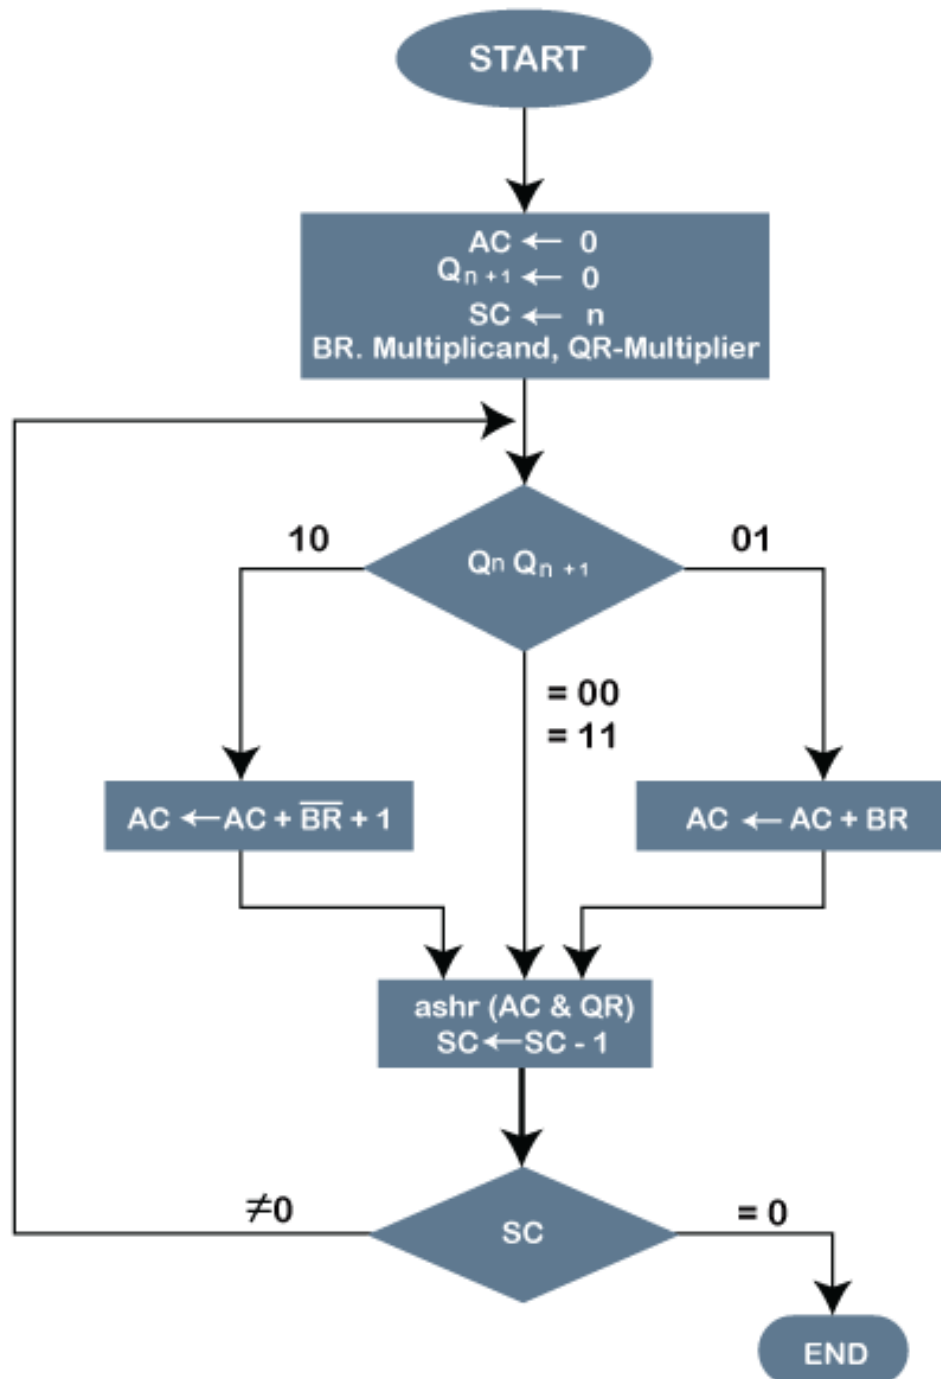 START
AC ← 0
Qn+1 ← 0
SC ← n
BR. Multiplicand, QR-Multiplier
10
Qn Qn+1
01
= 00
= 11
AC ← AC + B̅R̅ + 1
AC ← AC + BR
ashr (AC & QR)
SC ← SC - 1
≠0
SC
= 0
END